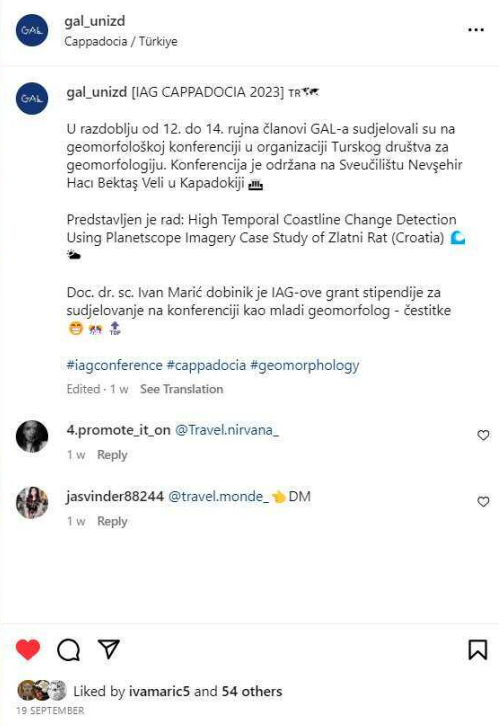 GAL
gal_unizd
Cappadocia / Türkiye
GAL
gal_unizd [IAG CAPPADOCIA 2023] TR
U razdoblju od 12. do 14. rujna članovi GAL-a sudjelovali su na
geomorfološkoj konferenciji u organizaciji Turskog društva za
geomorfologiju. Konferencija je održana na Sveučilištu Nevşehir
Hacı Bektaş Veli u Kapadokiji
Predstavljen je rad: High Temporal Coastline Change Detection
Using Planetscope Imagery Case Study of Zlatni Rat (Croatia) 🌊
🌥
Doc. dr. sc. Ivan Marić dobinik je IAG-ove grant stipendije za
sudjelovanje na konferenciji kao mladi geomorfolog - čestitke
😁 👯 🔝
#iagconference #cappadocia #geomorphology
Edited · 1 w See Translation
4.promote_it_on @Travel.nirvana_
1 w Reply
jasvinder88244 @travel.monde_ 👈 DM
1 w Reply
Liked by ivamaric5 and 54 others
19 SEPTEMBER